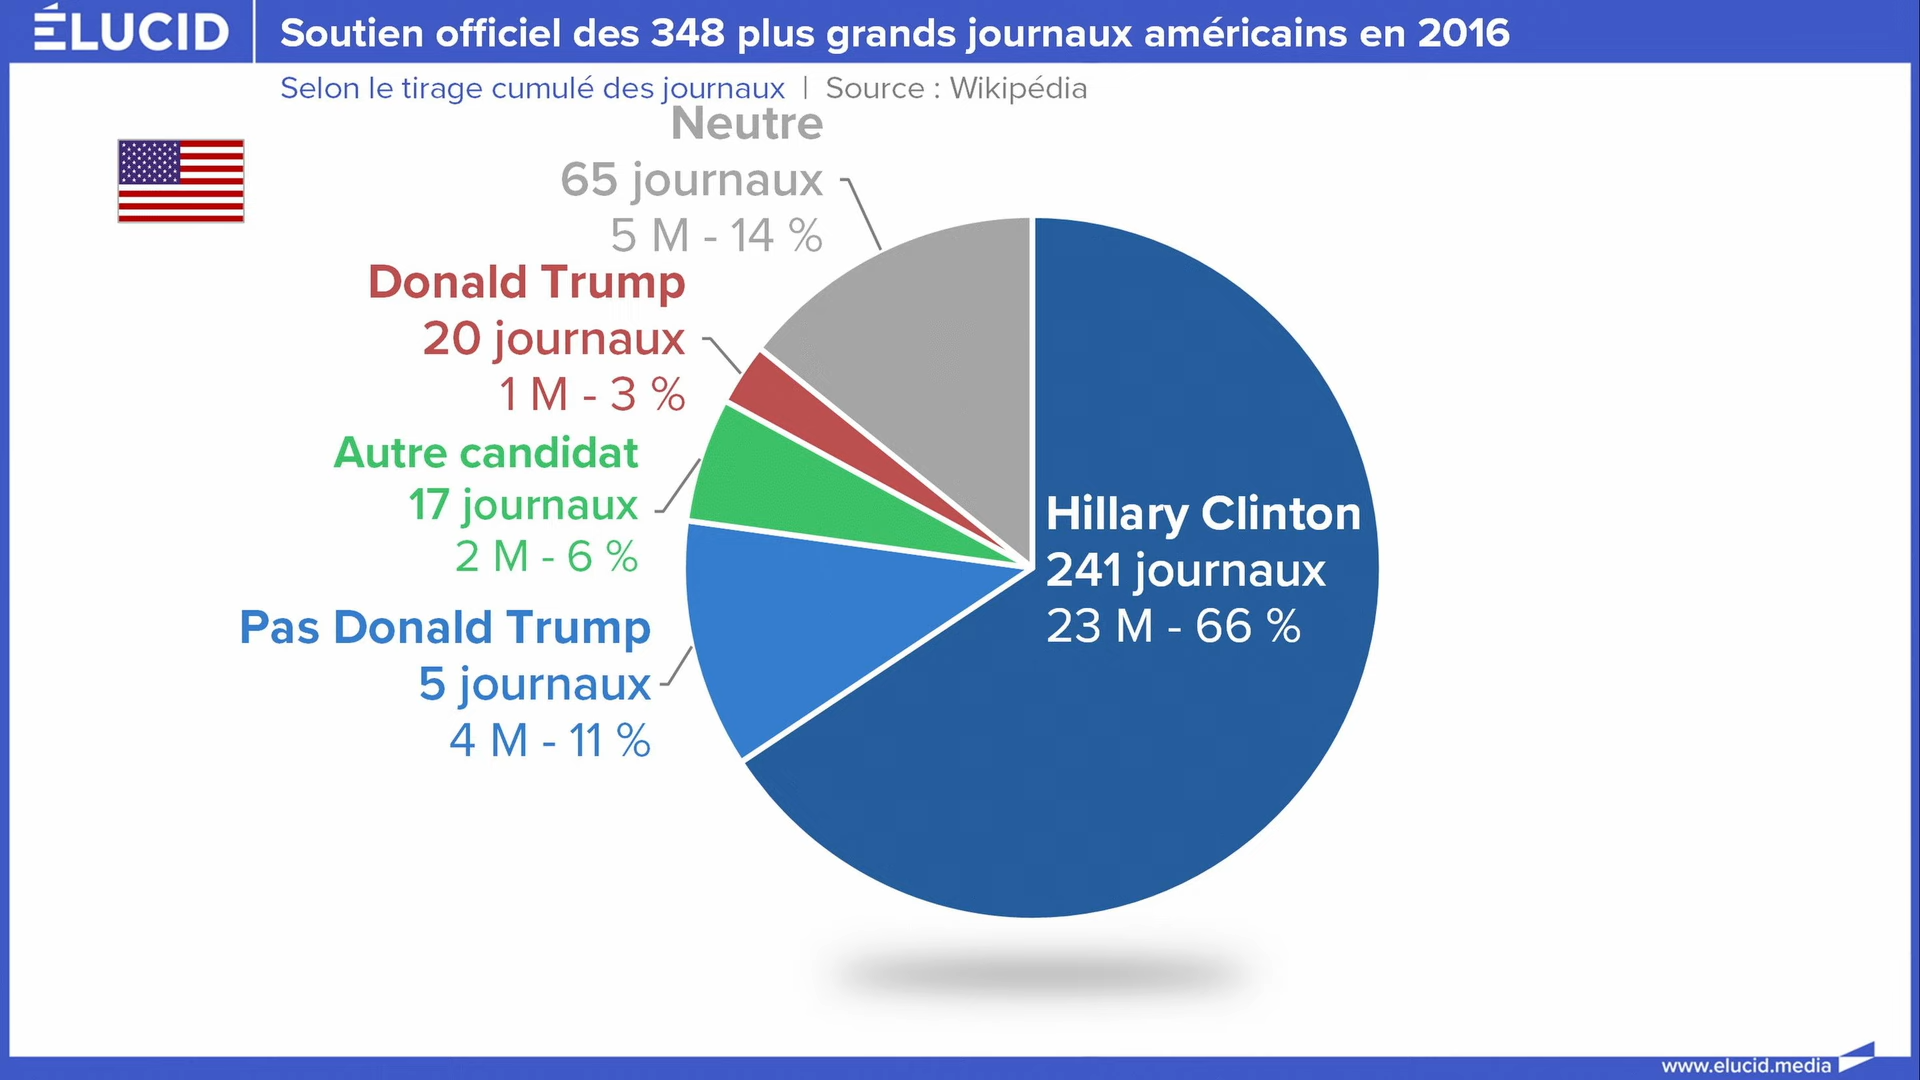 ÉLUCID
Soutien officiel des 348 plus grands journaux américains en 2016
Selon le tirage cumulé des journaux | Source : Wikipédia
Neutre
65 journaux
5 M - 14 %
Donald Trump
20 journaux
1 M - 3 %
Autre candidat
17 journaux
2 M - 6 %
Pas Donald Trump
5 journaux
4 M - 11 %
Hillary Clinton
241 journaux
23 M - 66 %
www.elucid.media